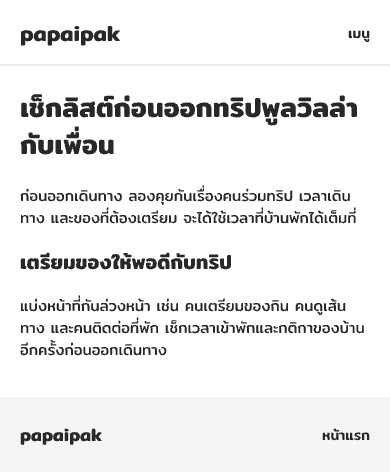 papaipak
เมนู
เช็กลิสต์ก่อนออกทริปพูลวิลล่า
กับเพื่อน
ก่อนออกเดินทาง ลองคุยกันเรื่องคนร่วมทริป เวลาเดิน
ทาง และของที่ต้องเตรียม จะได้ใช้เวลาที่บ้านพักได้เต็มที่
เตรียมของให้พอดีกับทริป
แบ่งหน้าที่กันล่วงหน้า เช่น คนเตรียมของกิน คนดูเส้น
ทาง และคนติดต่อที่พัก เช็กเวลาเข้าพักและกติกาของบ้าน
อีกครั้งก่อนออกเดินทาง
papaipak
หน้าแรก